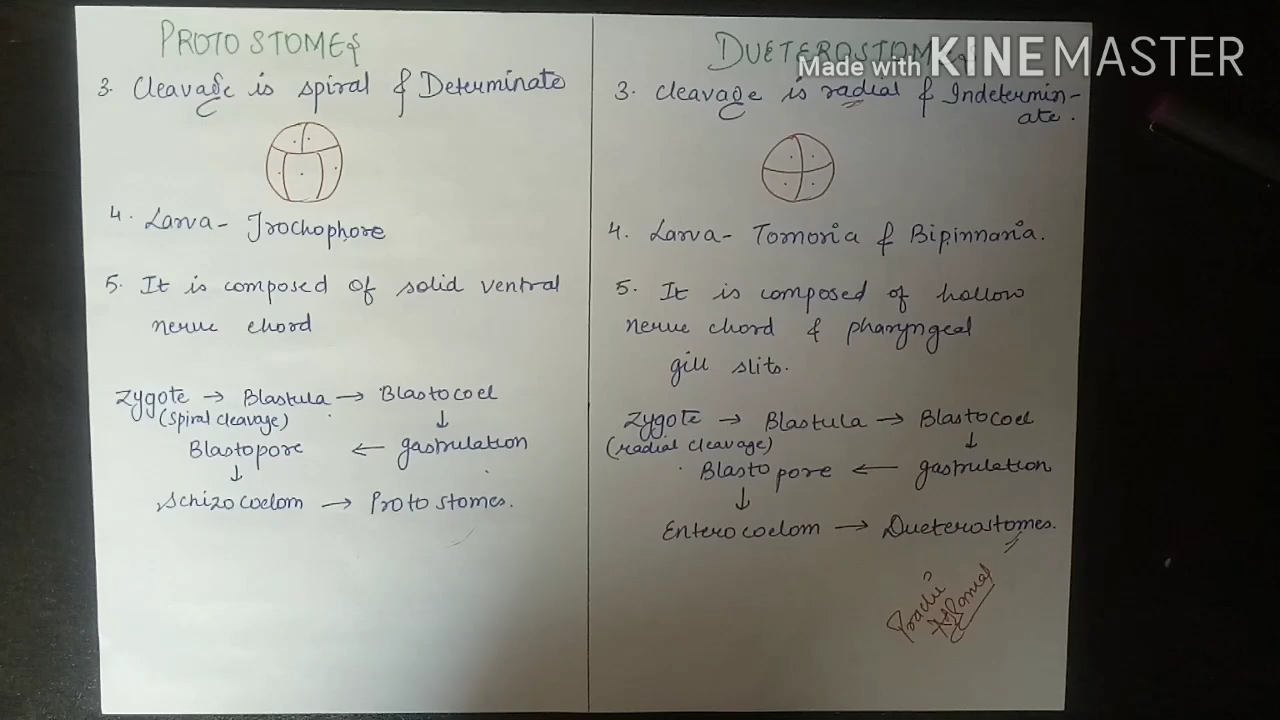 PROTOSTOMES
3. Cleavage is spiral & Determinate
4. Larva - Trochophore
5. It is composed of solid ventral
nerve chord
Zygote → Blastula → Blastocoel
(Spiral cleavage) ↓
Blastopore ← gastrulation
↓
Schizocoelom → Protostomes.
DUETEROSTOMES
Made with KINEMASTER
3. Cleavage is radial & Indetermin-
ate.
4. Larva - Tornoria & Bipinnaria.
5. It is composed of hollow
nerve chord & pharyngeal
gill slits.
Zygote → Blastula → Blastocoel
(radial cleavage) ↓
Blastopore ← gastrulation
↓
Enterocoelom → Dueterostomes.
Prachi